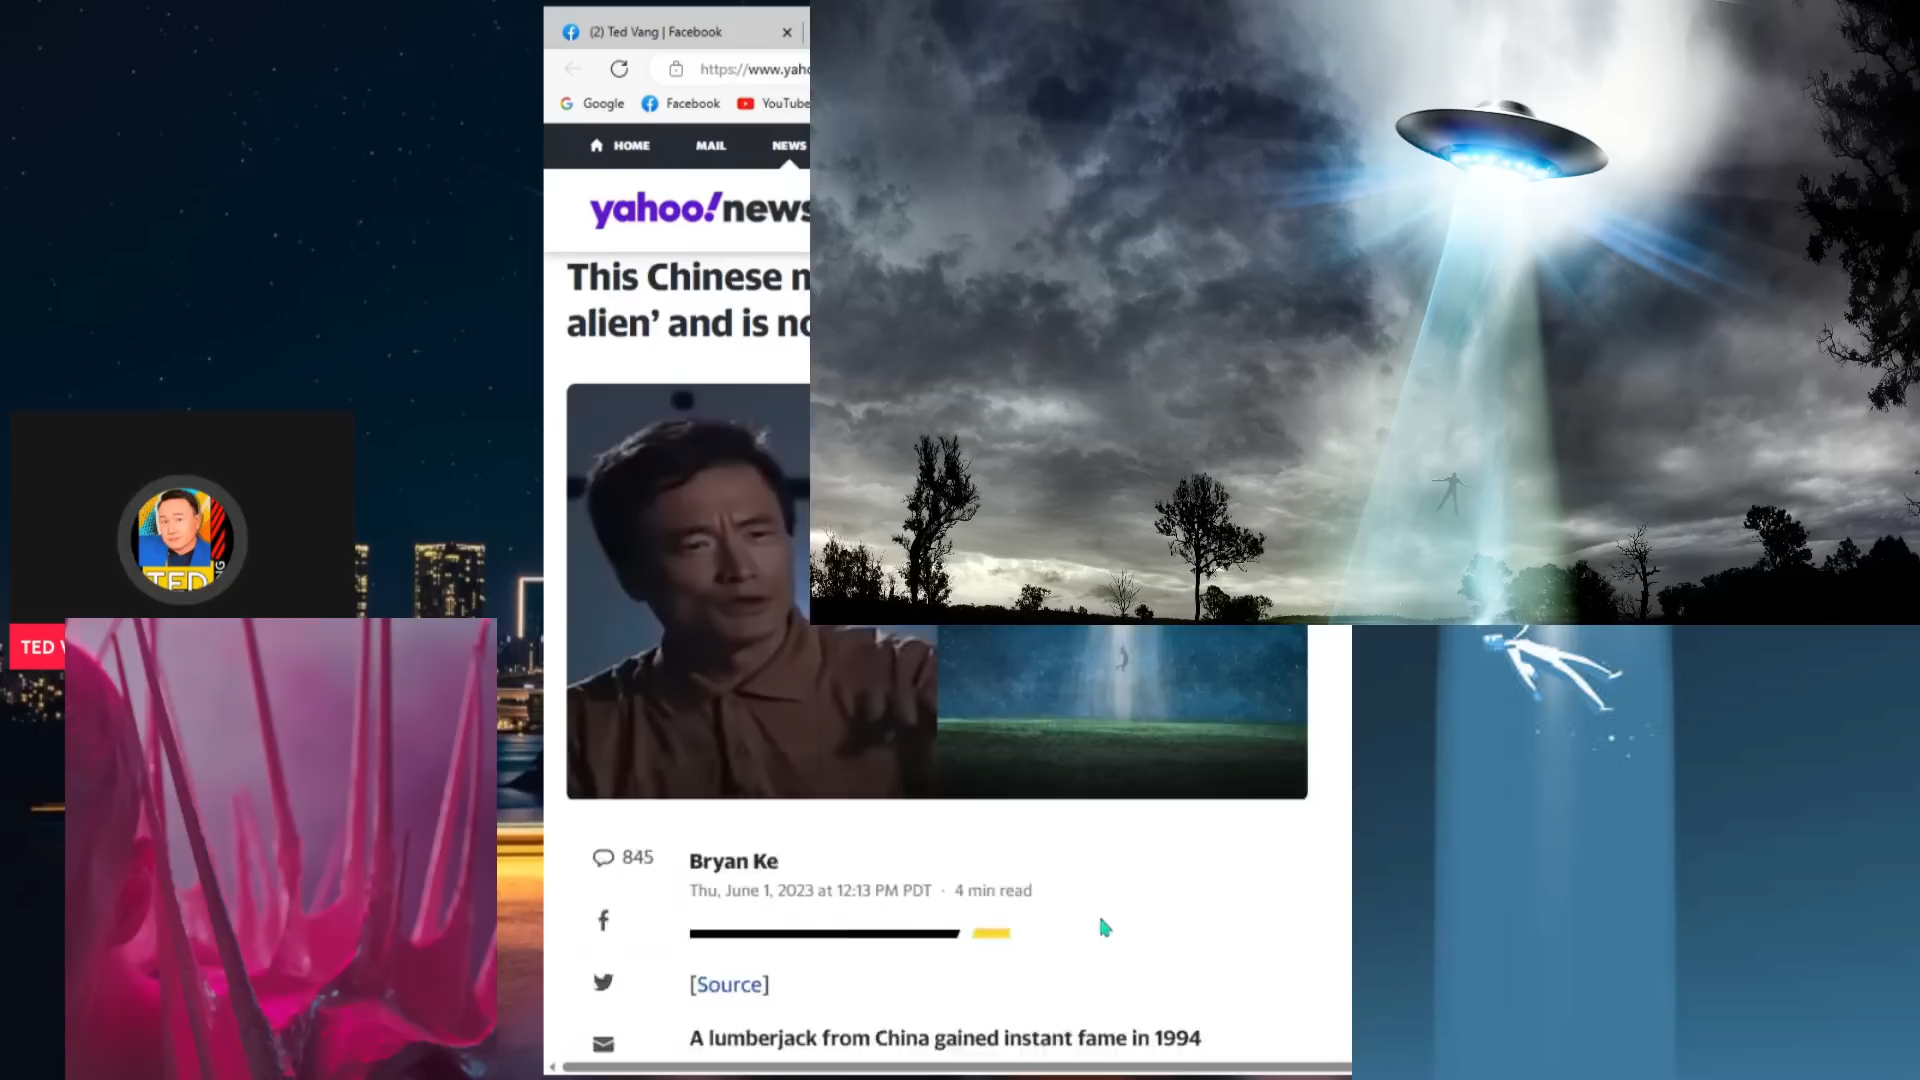 (2) Ted Vang | Facebook
https://www.yaho
Google Facebook YouTube
HOME MAIL NEWS
yahoo!news
This Chinese
alien’ and is
TED
TED
845
Bryan Ke
Thu, June 1, 2023 at 12:13 PM PDT · 4 min read
[Source]
A lumberjack from China gained instant fame in 1994